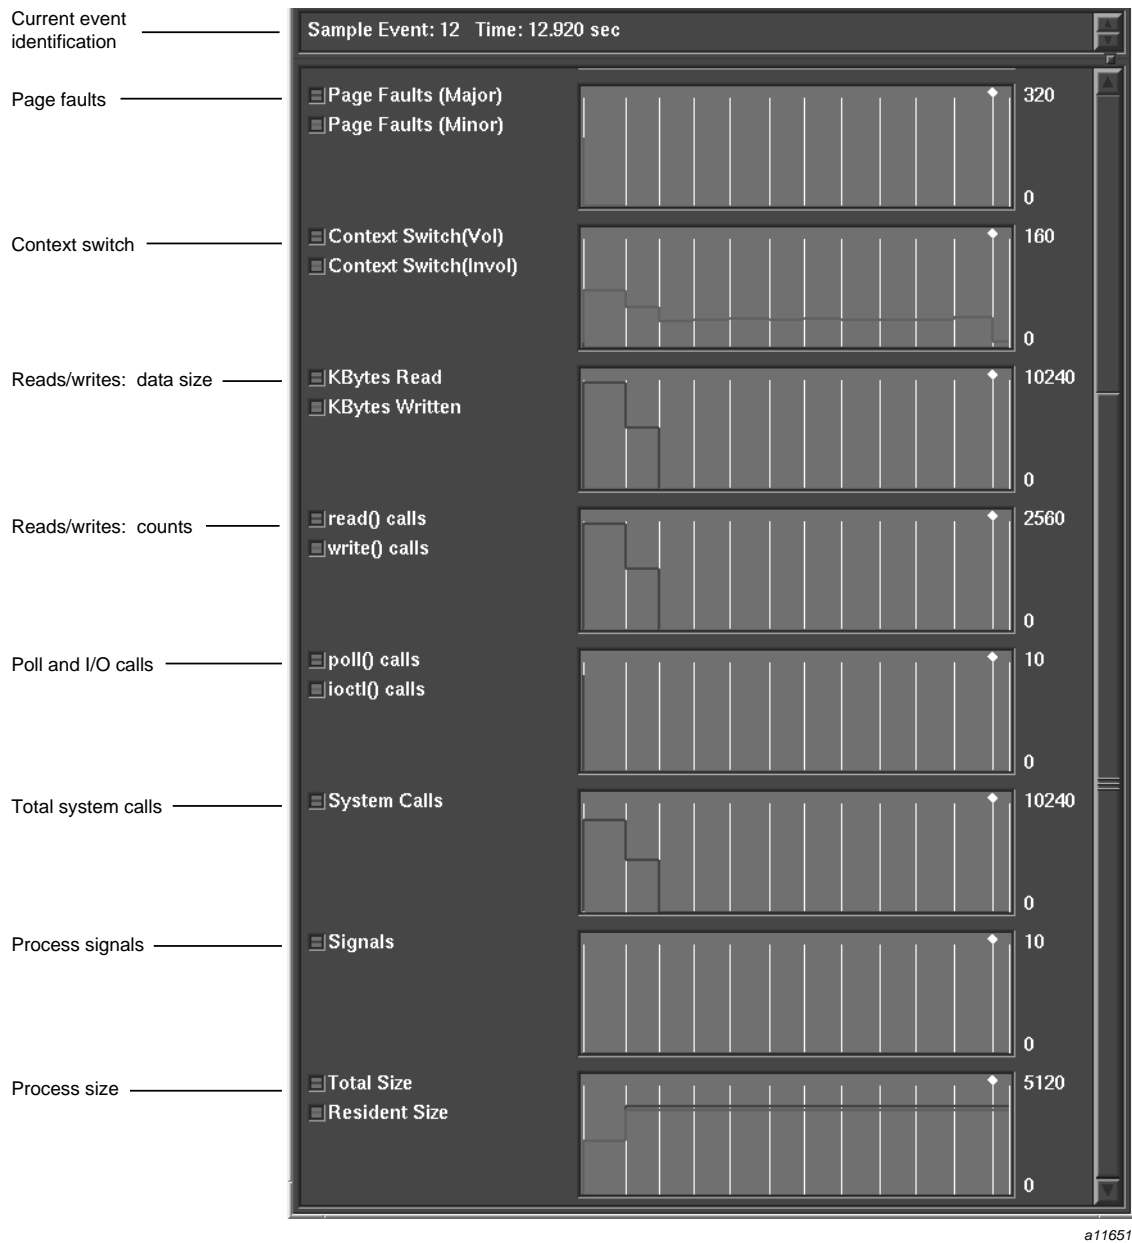 Current event
identification
Sample Event: 12   Time: 12.920 sec
Page faults
Page Faults (Major)
320
Page Faults (Minor)
0
Context switch
Context Switch(Vol)
160
Context Switch(Invol)
0
Reads/writes:  data size
KBytes Read
10240
KBytes Written
0
Reads/writes:  counts
read() calls
2560
write() calls
0
Poll and I/O calls
poll() calls
10
ioctl() calls
0
Total system calls
System Calls
10240
0
Process signals
Signals
10
0
Process size
Total Size
5120
Resident Size
0
a11651